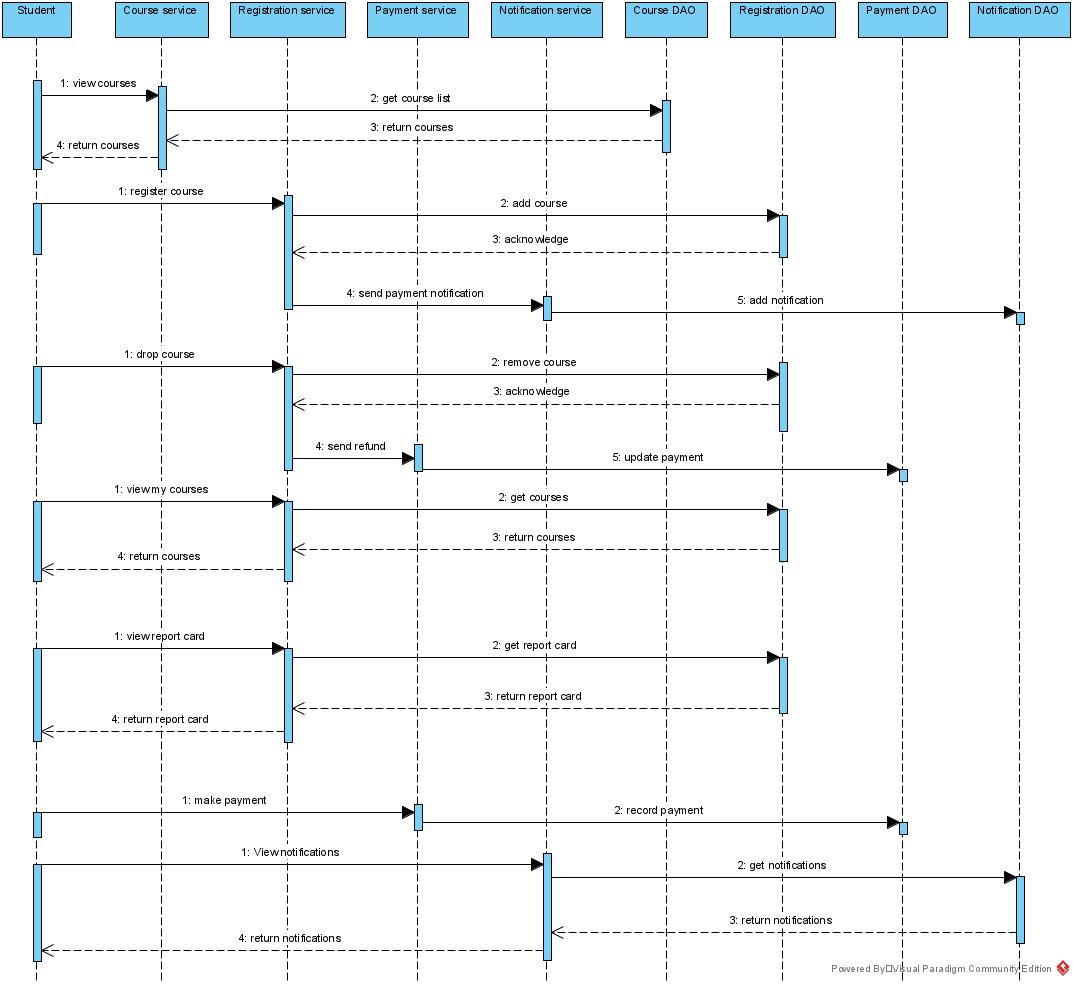 Student
Course service
Registration service
Payment service
Notification service
Course DAO
Registration DAO
Payment DAO
Notification DAO
1: view courses
2: get course list
3: return courses
4: return courses
1: register course
2: add course
3: acknowledge
4: send payment notification
5: add notification
1: drop course
2: remove course
3: acknowledge
4: send refund
5: update payment
1: view my courses
2: get courses
3: return courses
4: return courses
1: view report card
2: get report card
3: return report card
4: return report card
1: make payment
2: record payment
1: View notifications
2: get notifications
3: return notifications
4: return notifications
Powered By□Visual Paradigm Community Edition